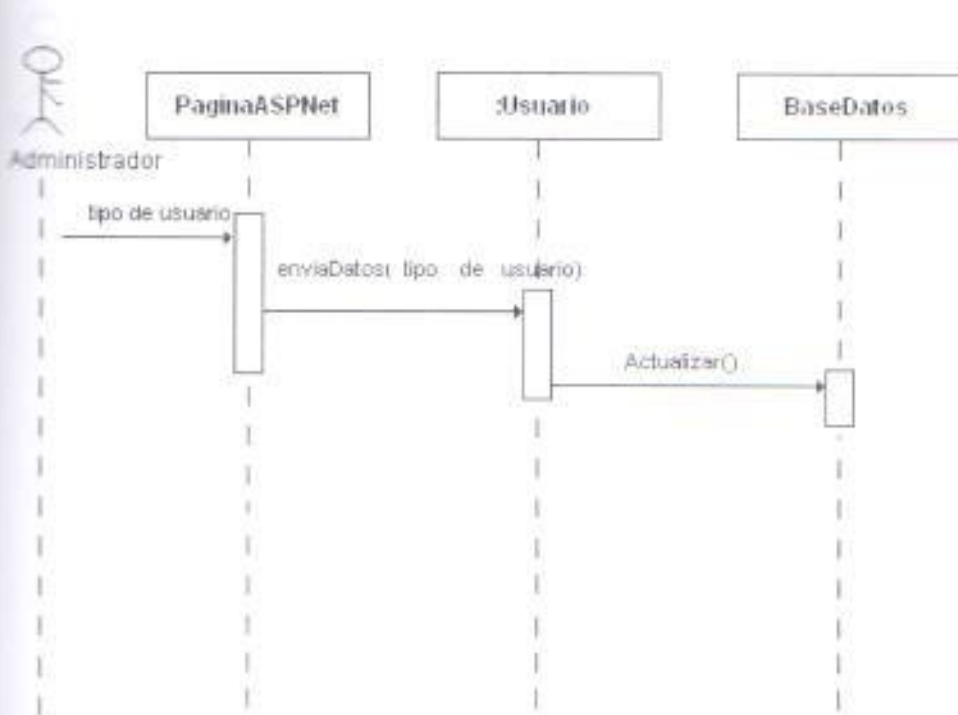 PaginaASPNet
:Usuario
BaseDatos
Administrador
tipo de usuario
enviaDatos( tipo de usuario)
Actualizar()